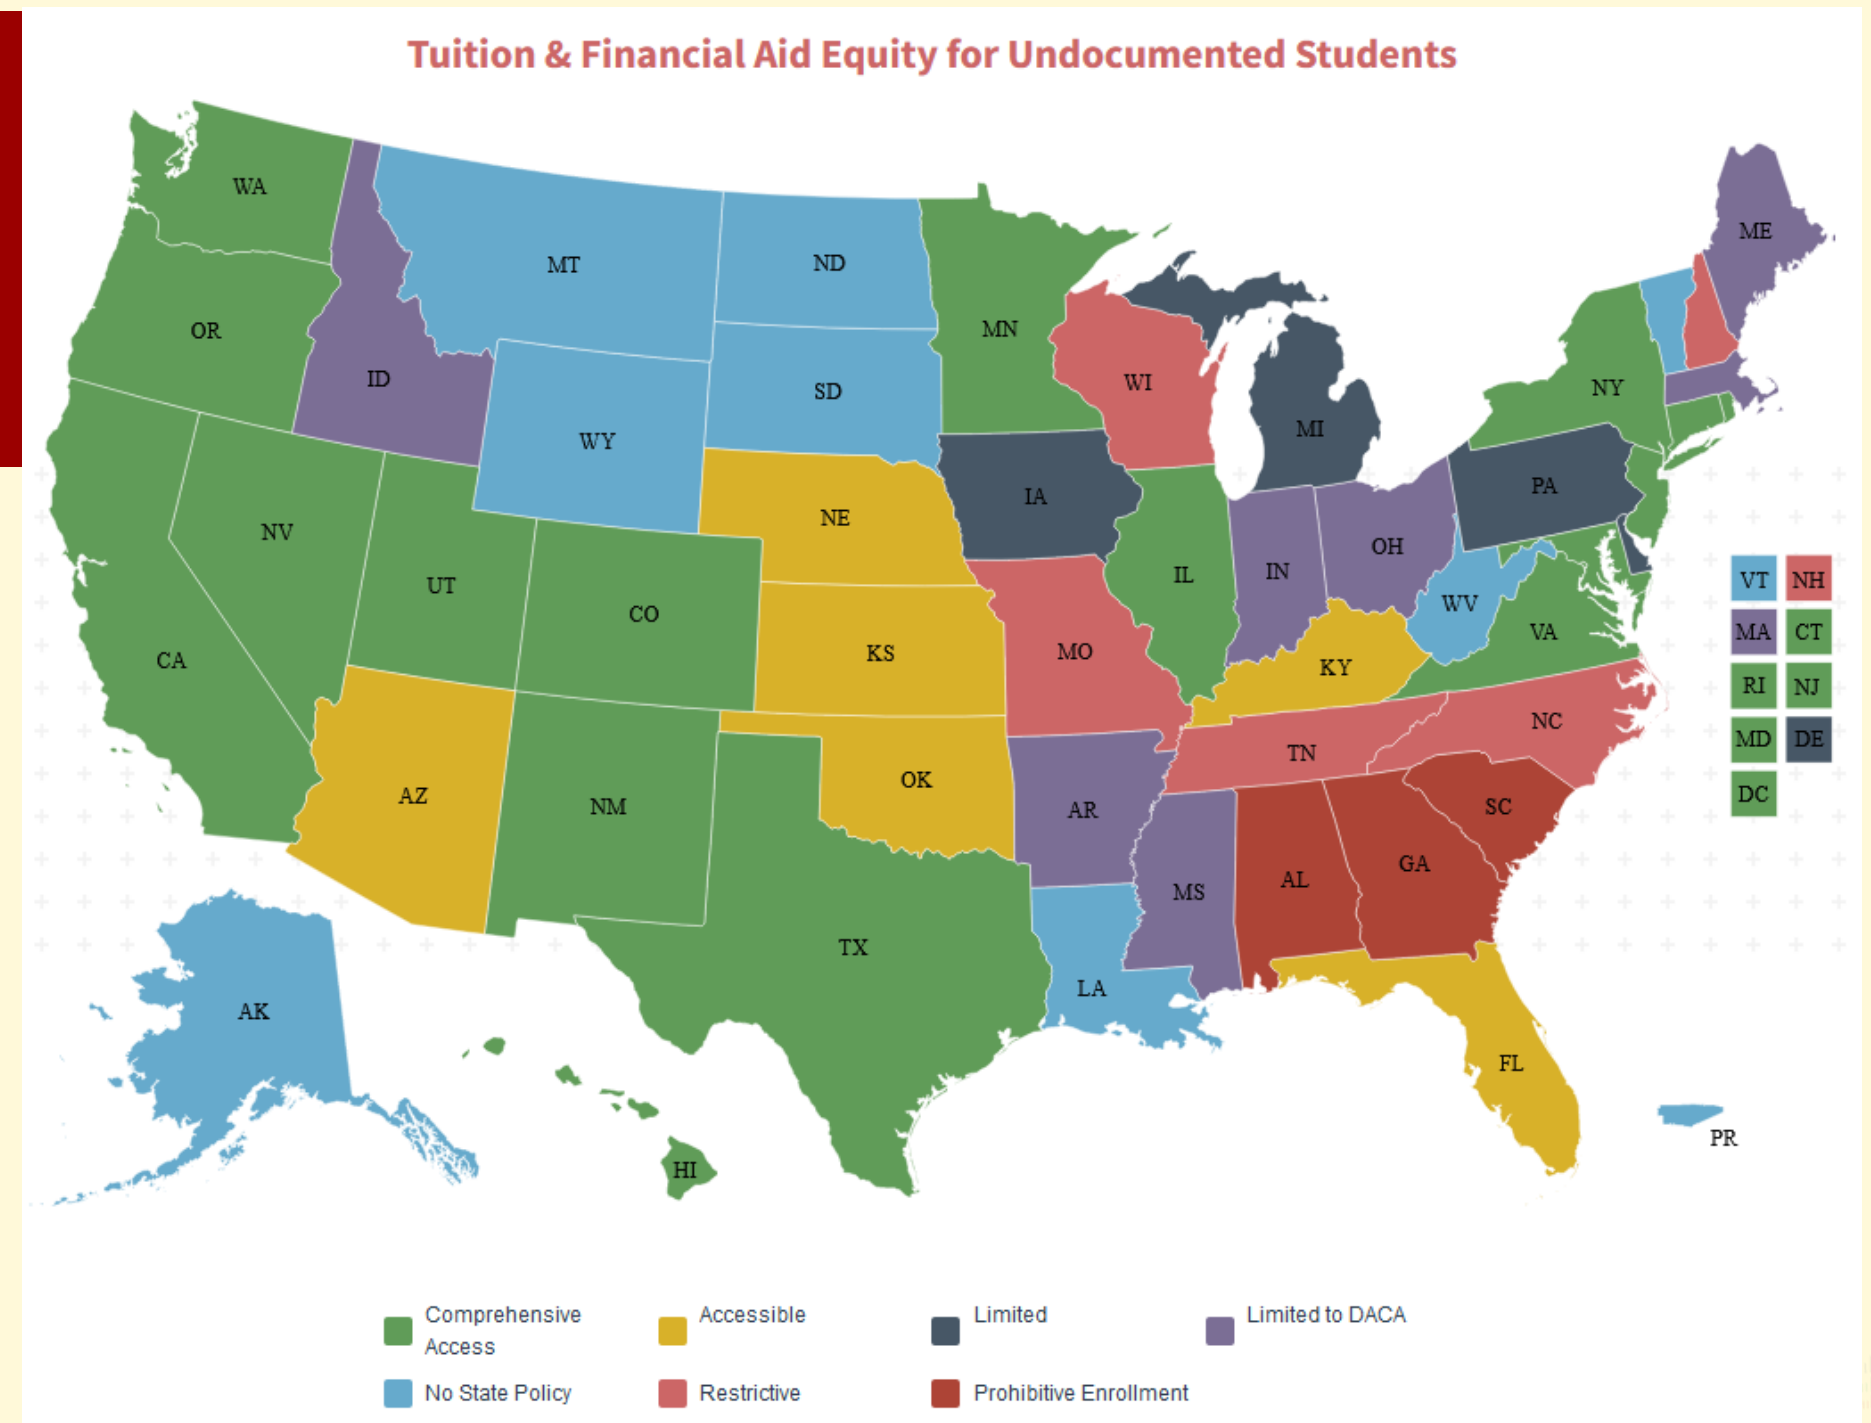 Tuition & Financial Aid Equity for Undocumented Students
WA
MT
ND
MN
ME
OR
ID
SD
WI
MI
NY
WY
IA
PA
NE
NV
UT
CO
IL
IN
OH
WV
VA
VT
NH
MA
CT
RI
NJ
MD
DE
DC
CA
KS
MO
KY
NC
TN
AZ
NM
OK
AR
SC
MS
AL
GA
TX
LA
AK
FL
HI
PR
Comprehensive
Access
Accessible
Limited
Limited to DACA
No State Policy
Restrictive
Prohibitive Enrollment